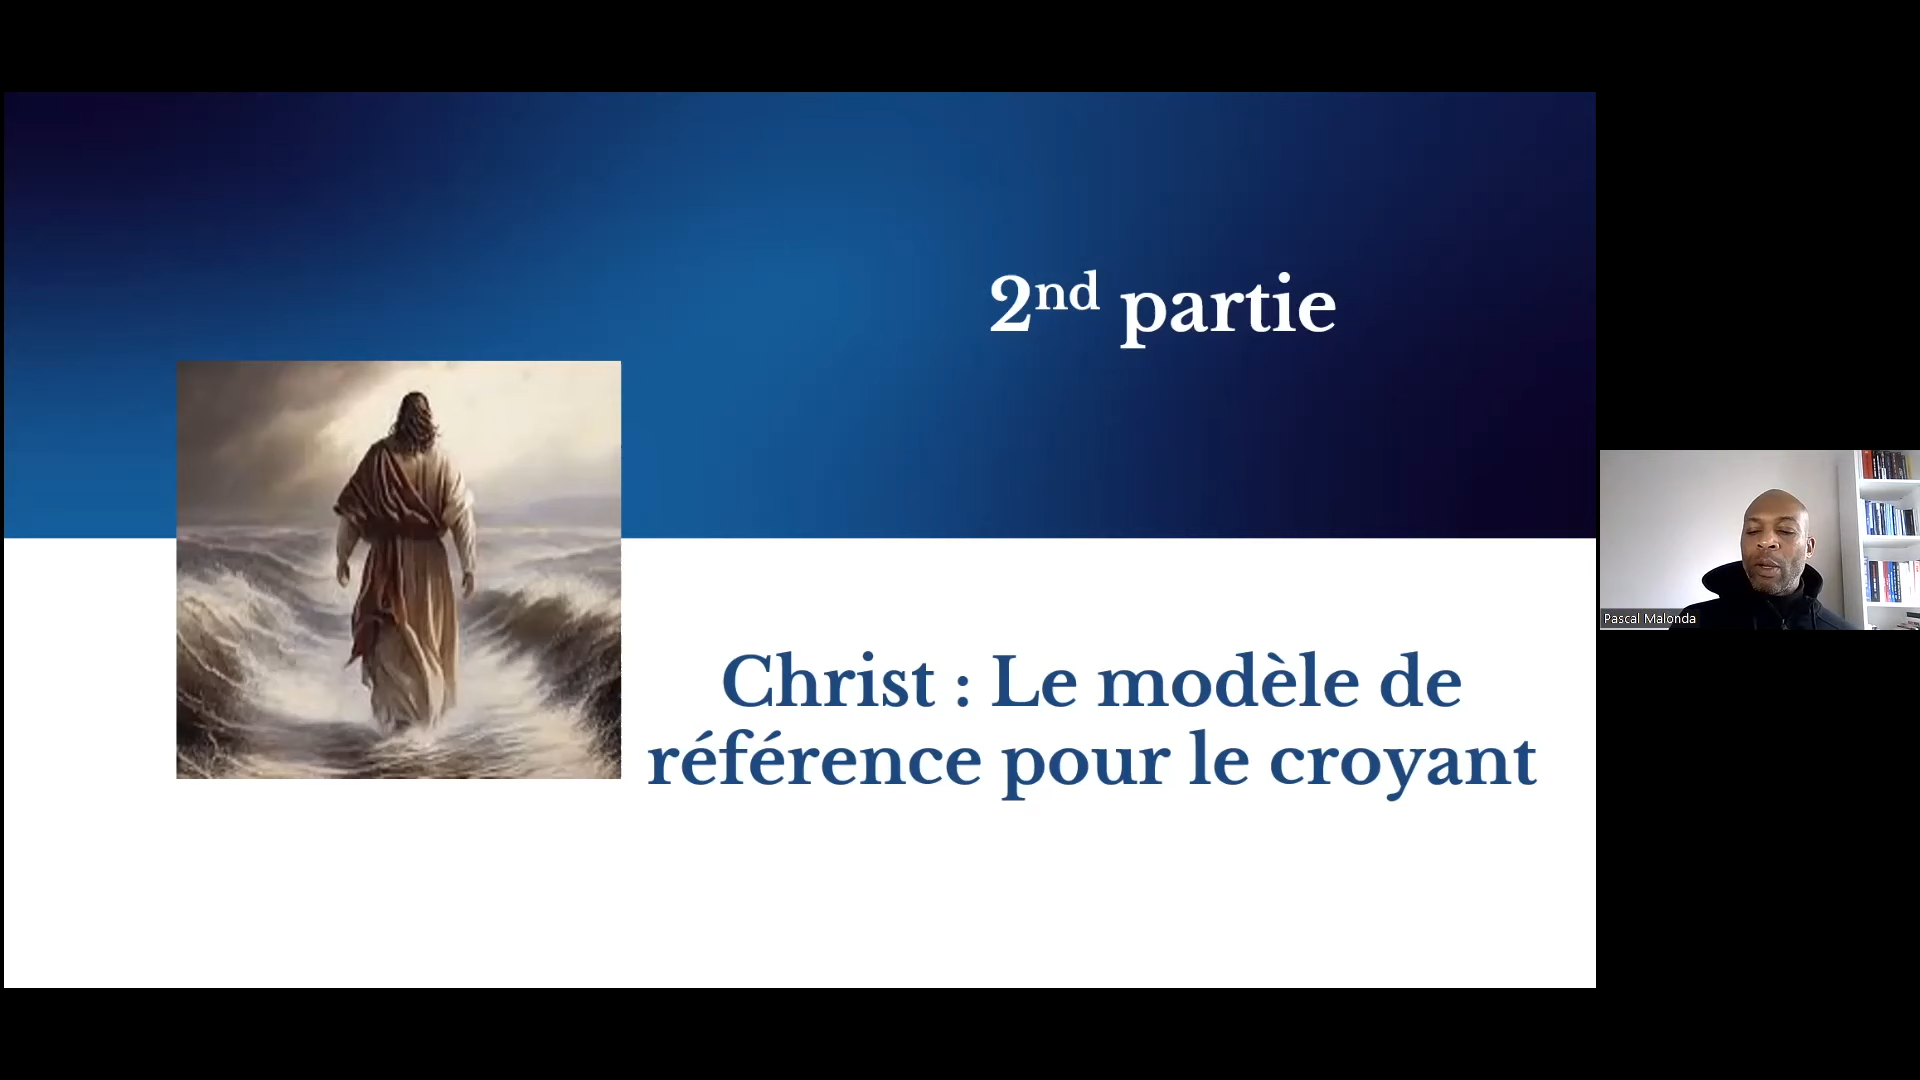 2nd partie
Christ : Le modèle de
référence pour le croyant
Pascal Malonda